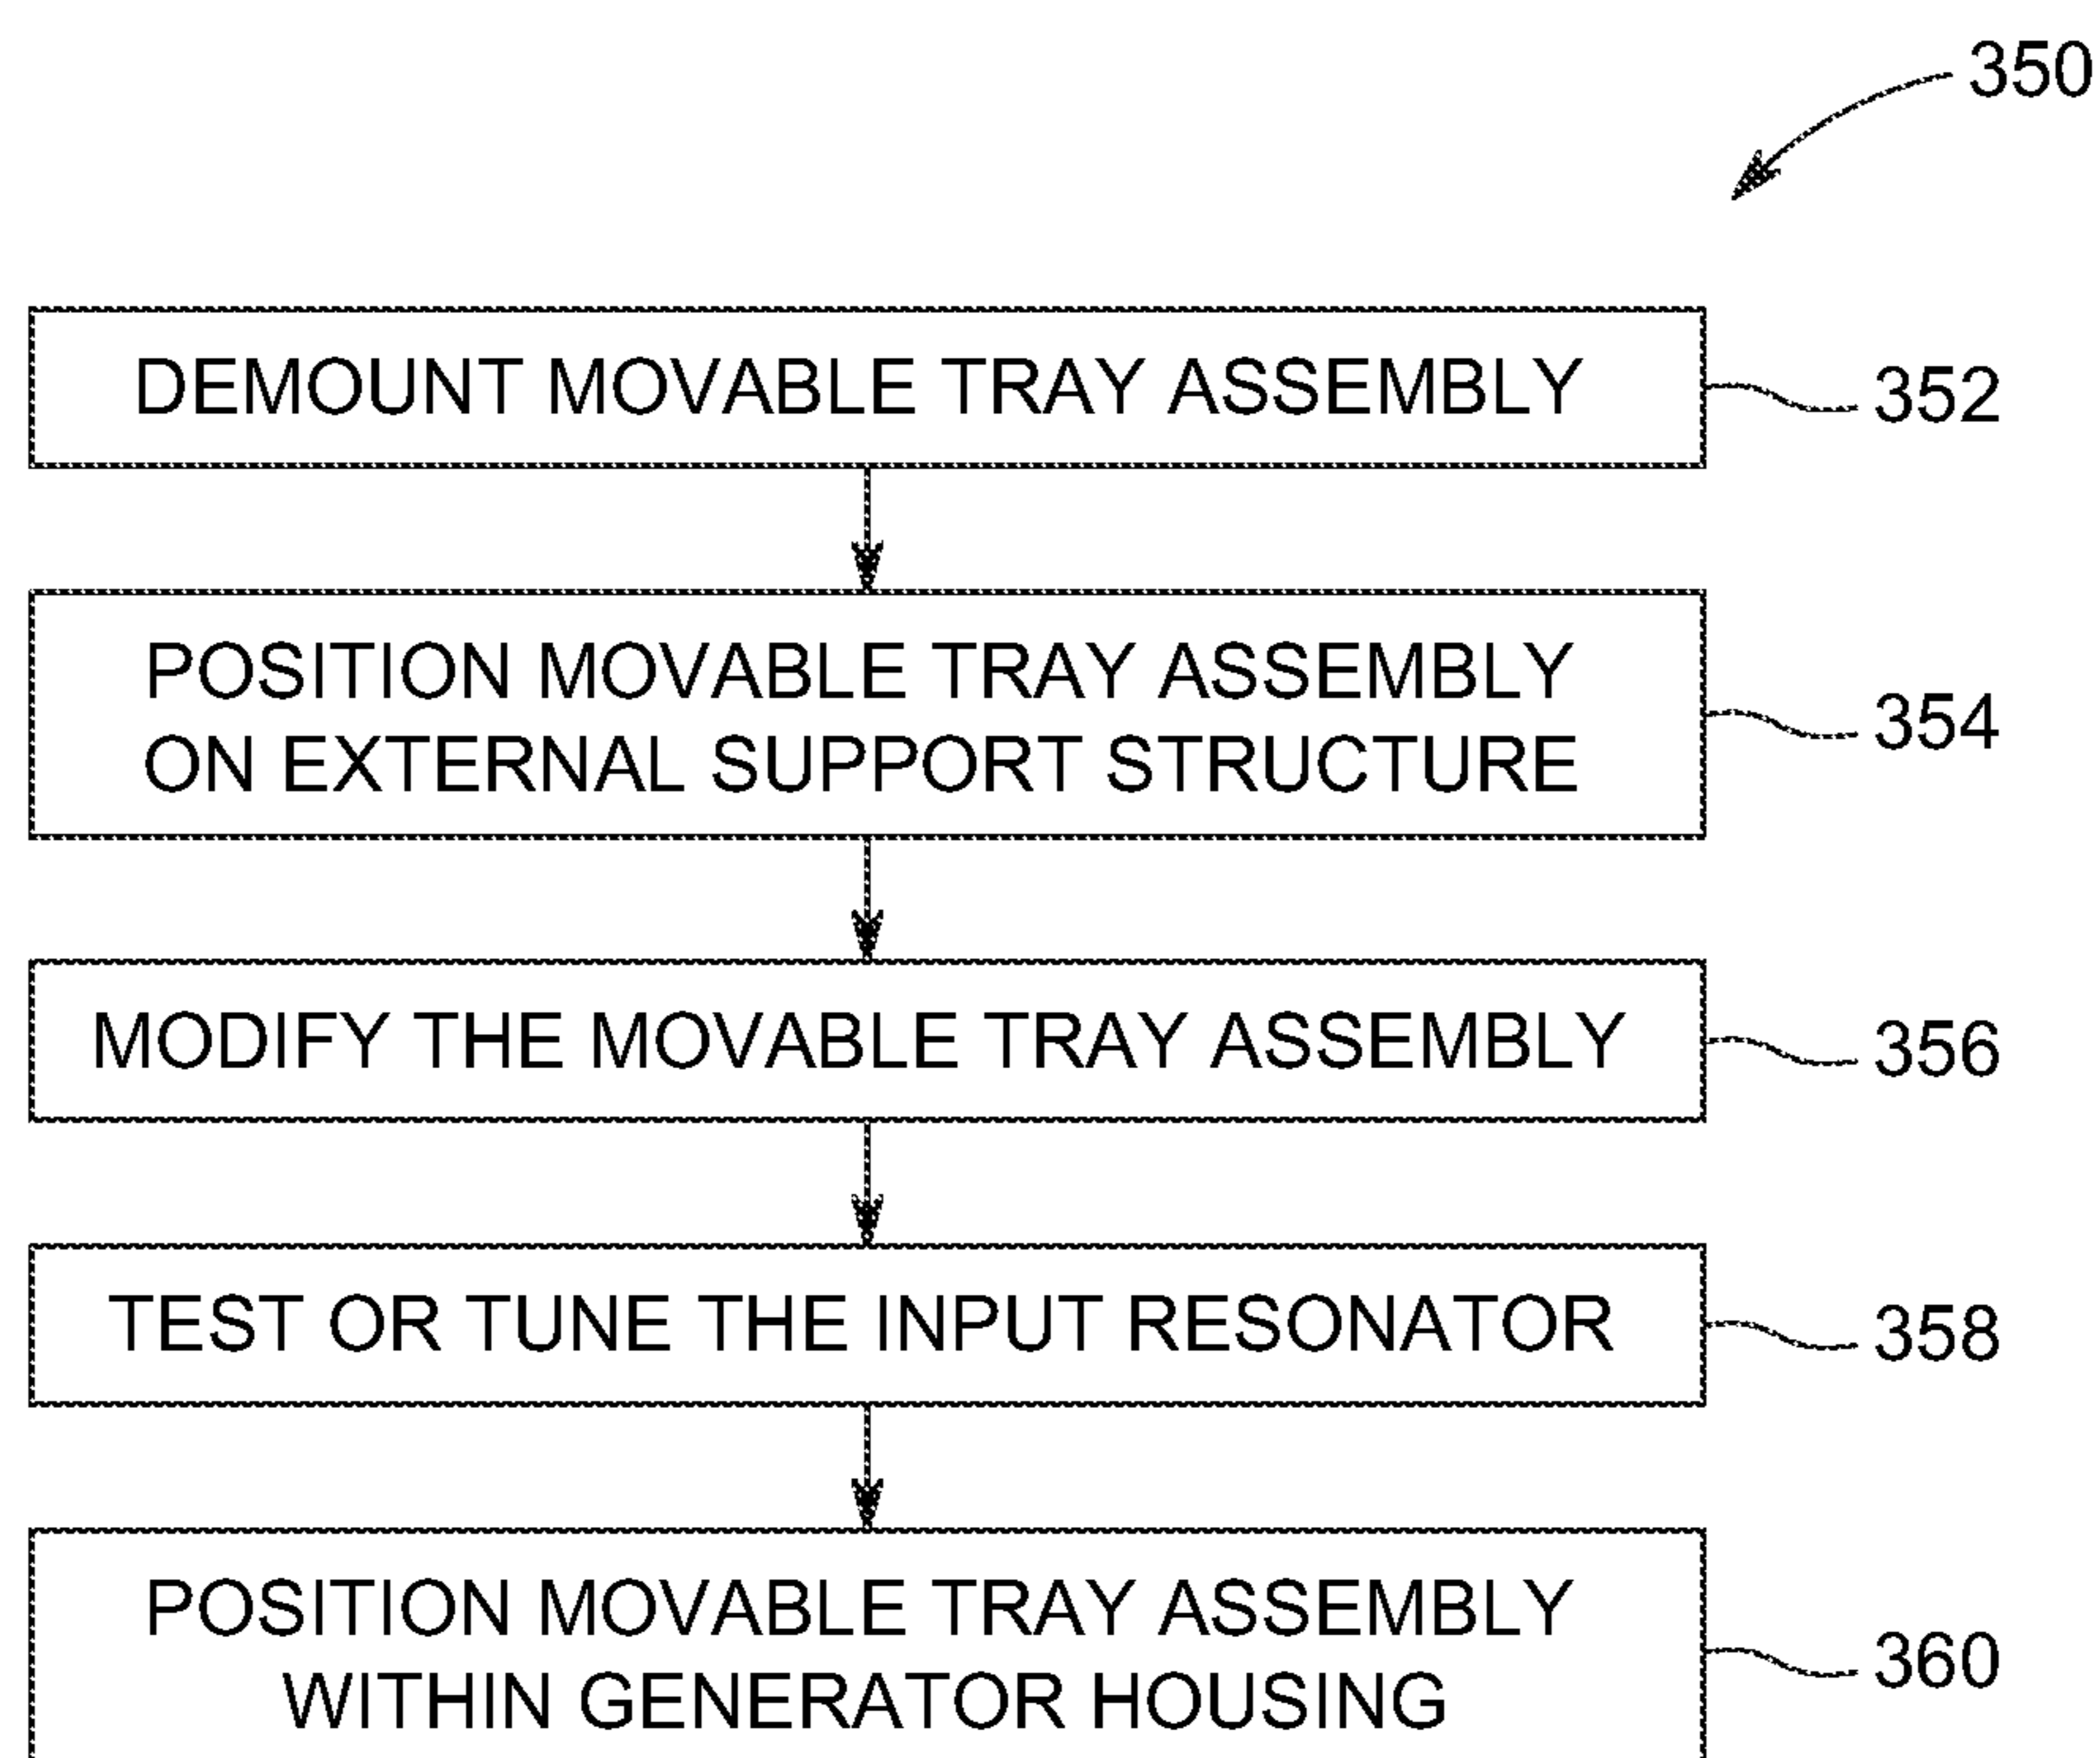 350
DEMOUNT MOVABLE TRAY ASSEMBLY
352
POSITION MOVABLE TRAY ASSEMBLY
ON EXTERNAL SUPPORT STRUCTURE
354
MODIFY THE MOVABLE TRAY ASSEMBLY
356
TEST OR TUNE THE INPUT RESONATOR
358
POSITION MOVABLE TRAY ASSEMBLY
WITHIN GENERATOR HOUSING
360